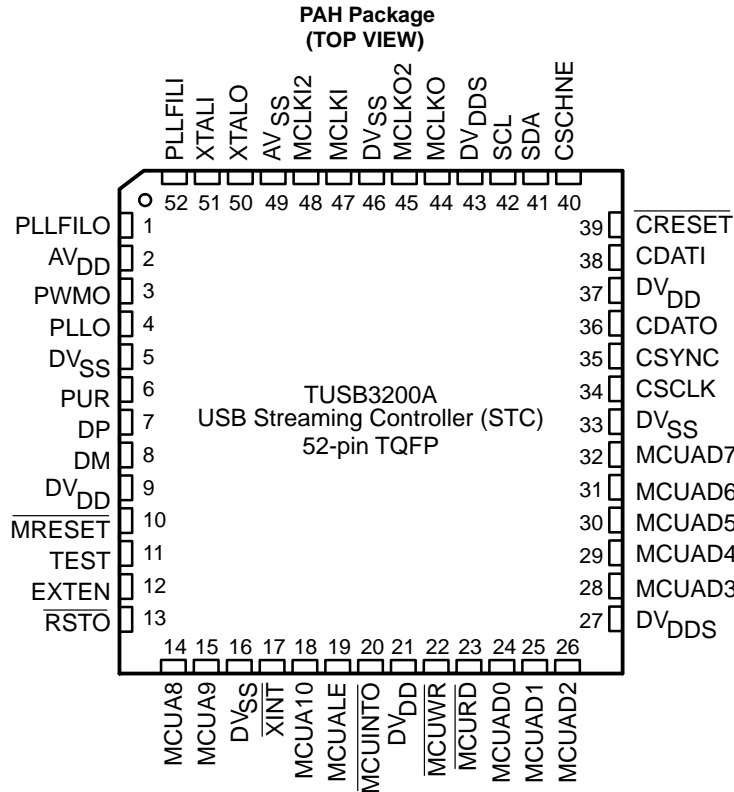 PAH Package
(TOP VIEW)
PLLFILI
XTALI
XTALO
AVSS
MCLKI2
MCLKI
DVSS
MCLKO2
MCLKO
DVDDS
SCL
SDA
CSCHNE
52 51 50 49 48 47 46 45 44 43 42 41 40
PLLFILO 1
AVDD 2
PWMO 3
PLLO 4
DVSS 5
PUR 6
DP 7
DM 8
DVDD 9
MRESET 10
TEST 11
EXTEN 12
RSTO 13
TUSB3200A
USB Streaming Controller (STC)
52-pin TQFP
39 CRESET
38 CDATI
37 DVDD
36 CDATO
35 CSYNC
34 CSCLK
33 DVSS
32 MCUAD7
31 MCUAD6
30 MCUAD5
29 MCUAD4
28 MCUAD3
27 DVDDS
14 15 16 17 18 19 20 21 22 23 24 25 26
MCUA8
MCUA9
DVSS
XINT
MCUA10
MCUALE
MCUINTO
DVDD
MCUWR
MCURD
MCUAD0
MCUAD1
MCUAD2